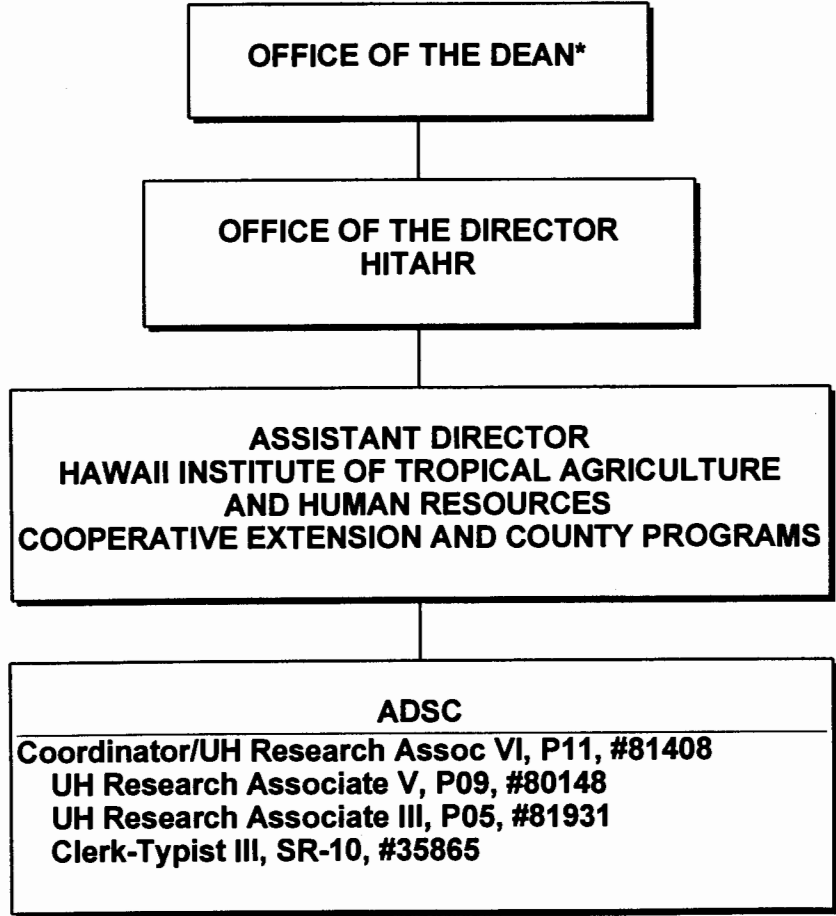 OFFICE OF THE DEAN*
OFFICE OF THE DIRECTOR
HITAHR
ASSISTANT DIRECTOR
HAWAII INSTITUTE OF TROPICAL AGRICULTURE
AND HUMAN RESOURCES
COOPERATIVE EXTENSION AND COUNTY PROGRAMS
ADSC
Coordinator/UH Research Assoc VI, P11, #81408
UH Research Associate V, P09, #80148
UH Research Associate III, P05, #81931
Clerk-Typist III, SR-10, #35865